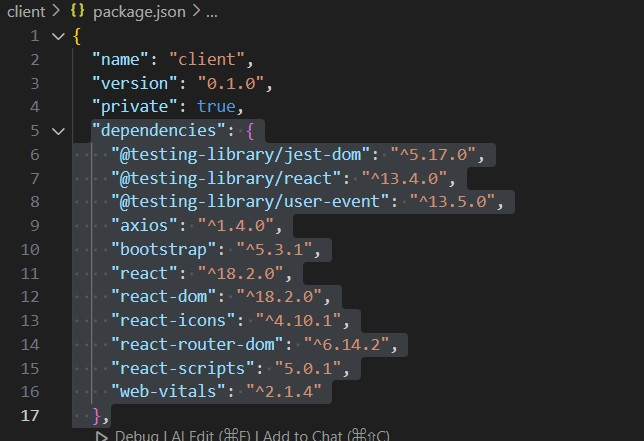 client > {} package.json > ...
1 {
2 "name": "client",
3 "version": "0.1.0",
4 "private": true,
5 "dependencies": {
6 "@testing-library/jest-dom": "^5.17.0",
7 "@testing-library/react": "^13.4.0",
8 "@testing-library/user-event": "^13.5.0",
9 "axios": "^1.4.0",
10 "bootstrap": "^5.3.1",
11 "react": "^18.2.0",
12 "react-dom": "^18.2.0",
13 "react-icons": "^4.10.1",
14 "react-router-dom": "^6.14.2",
15 "react-scripts": "5.0.1",
16 "web-vitals": "^2.1.4"
17 },
Debug | AI Edit (⌘E) | Add to Chat (⌘⇧C)